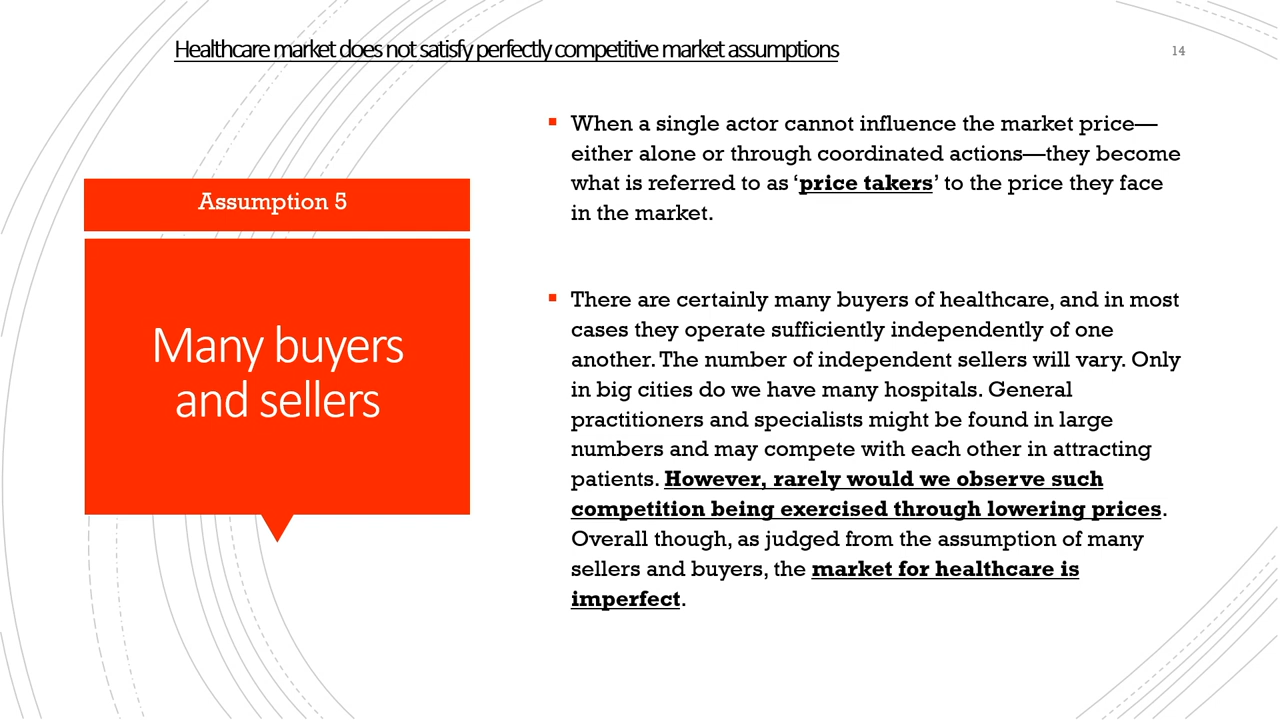 Healthcare market does not satisfy perfectly competitive market assumptions
14
Assumption 5
Many buyers
and sellers
▪ When a single actor cannot influence the market price—
either alone or through coordinated actions—they become
what is referred to as ‘price takers’ to the price they face
in the market.
▪ There are certainly many buyers of healthcare, and in most
cases they operate sufficiently independently of one
another. The number of independent sellers will vary. Only
in big cities do we have many hospitals. General
practitioners and specialists might be found in large
numbers and may compete with each other in attracting
patients. However, rarely would we observe such
competition being exercised through lowering prices.
Overall though, as judged from the assumption of many
sellers and buyers, the market for healthcare is
imperfect.